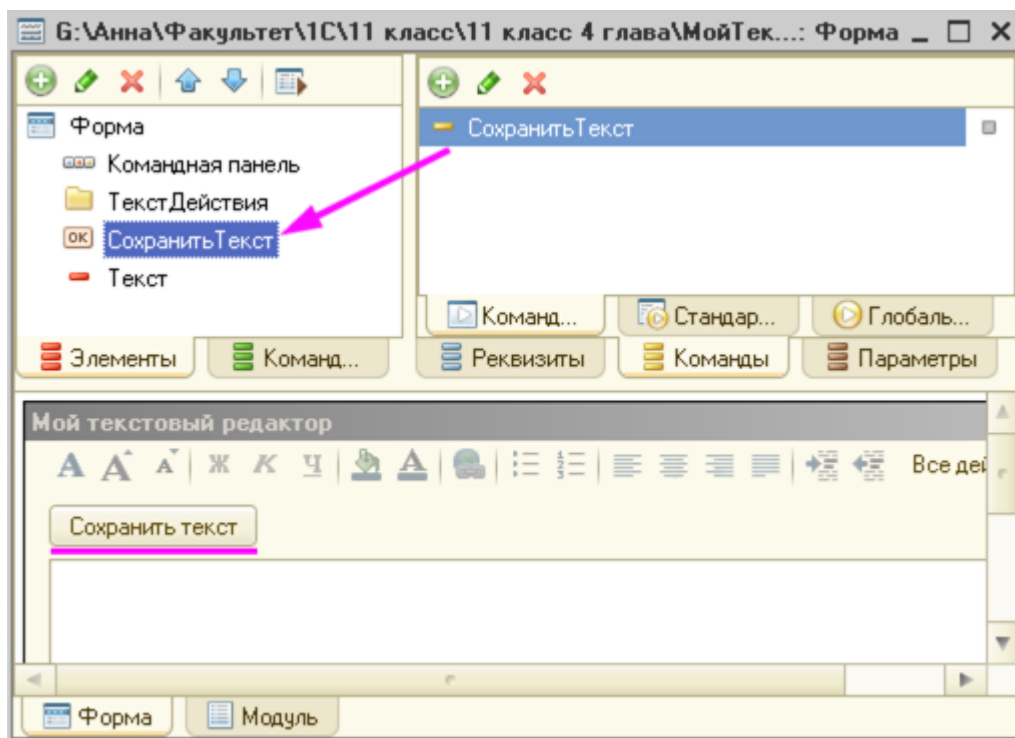 G:\Анна\Факультет\1С\11 класс\11 класс 4 глава\МойТек...: Форма
Форма
Командная панель
ТекстДействия
ОК СохранитьТекст
Текст
Элементы Команд...
СохранитьТекст
Команд... Стандар... Глобаль...
Реквизиты Команды Параметры
Мой текстовый редактор
А А А Ж К Ч А Все дей
Сохранить текст
Форма Модуль